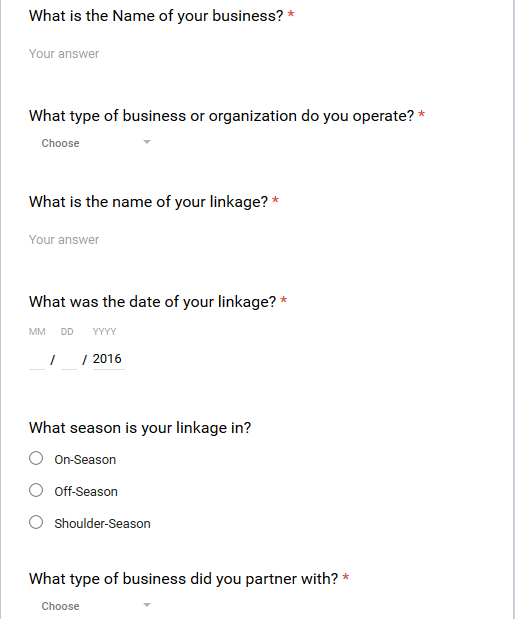 What is the Name of your business? *
Your answer
What type of business or organization do you operate? *
Choose
What is the name of your linkage? *
Your answer
What was the date of your linkage? *
MM DD YYYY
/ / 2016
What season is your linkage in?
On-Season
Off-Season
Shoulder-Season
What type of business did you partner with? *
Choose